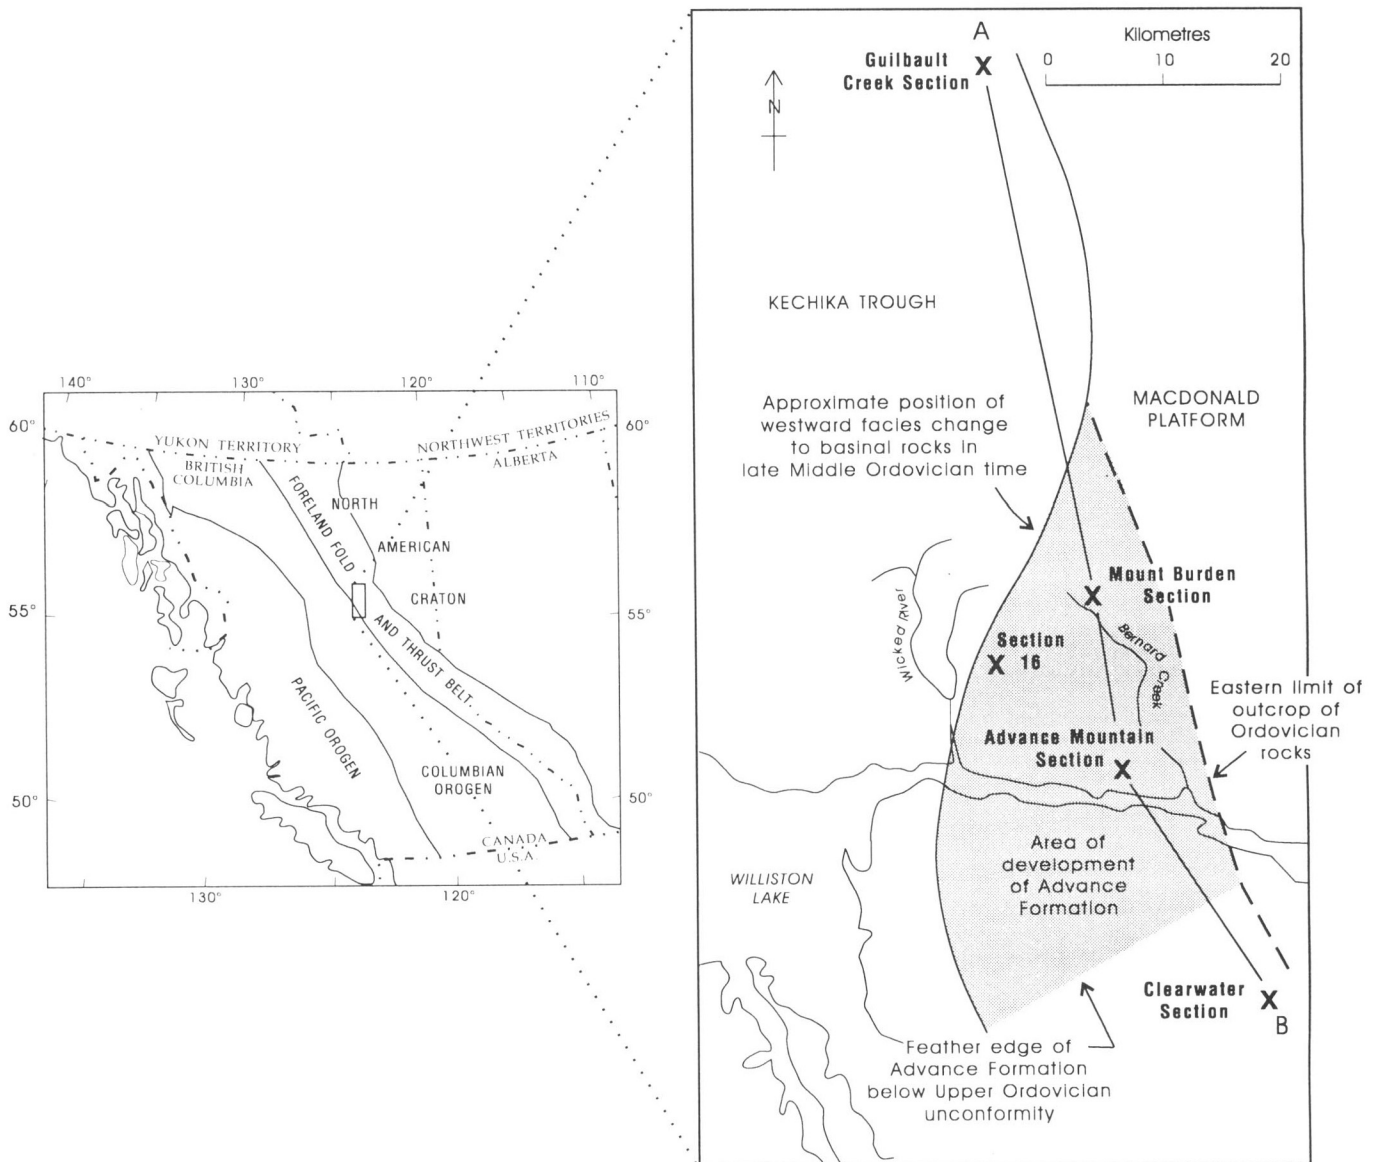 140°
130°
120°
110°
60°
60°
YUKON TERRITORY
NORTHWEST TERRITORIES
BRITISH
COLUMBIA
ALBERTA
FORELAND FOLD
AND THRUST BELT
NORTH
AMERICAN
CRATON
55°
55°
PACIFIC OROGEN
COLUMBIAN
OROGEN
50°
50°
CANADA
U.S.A.
130°
120°
A
Guilbault
Creek Section
X
Kilometres
0 10 20
N
KECHIKA TROUGH
MACDONALD
PLATFORM
Approximate position of
westward facies change
to basinal rocks in
late Middle Ordovician time
Mount Burden
Section
X
Wicked River
Bernard Creek
Section
16
X
Eastern limit of
outcrop of
Ordovician
rocks
Advance Mountain
Section
X
Area of
development
of Advance
Formation
WILLISTON
LAKE
Clearwater
Section
X
B
Feather edge of
Advance Formation
below Upper Ordovician
unconformity